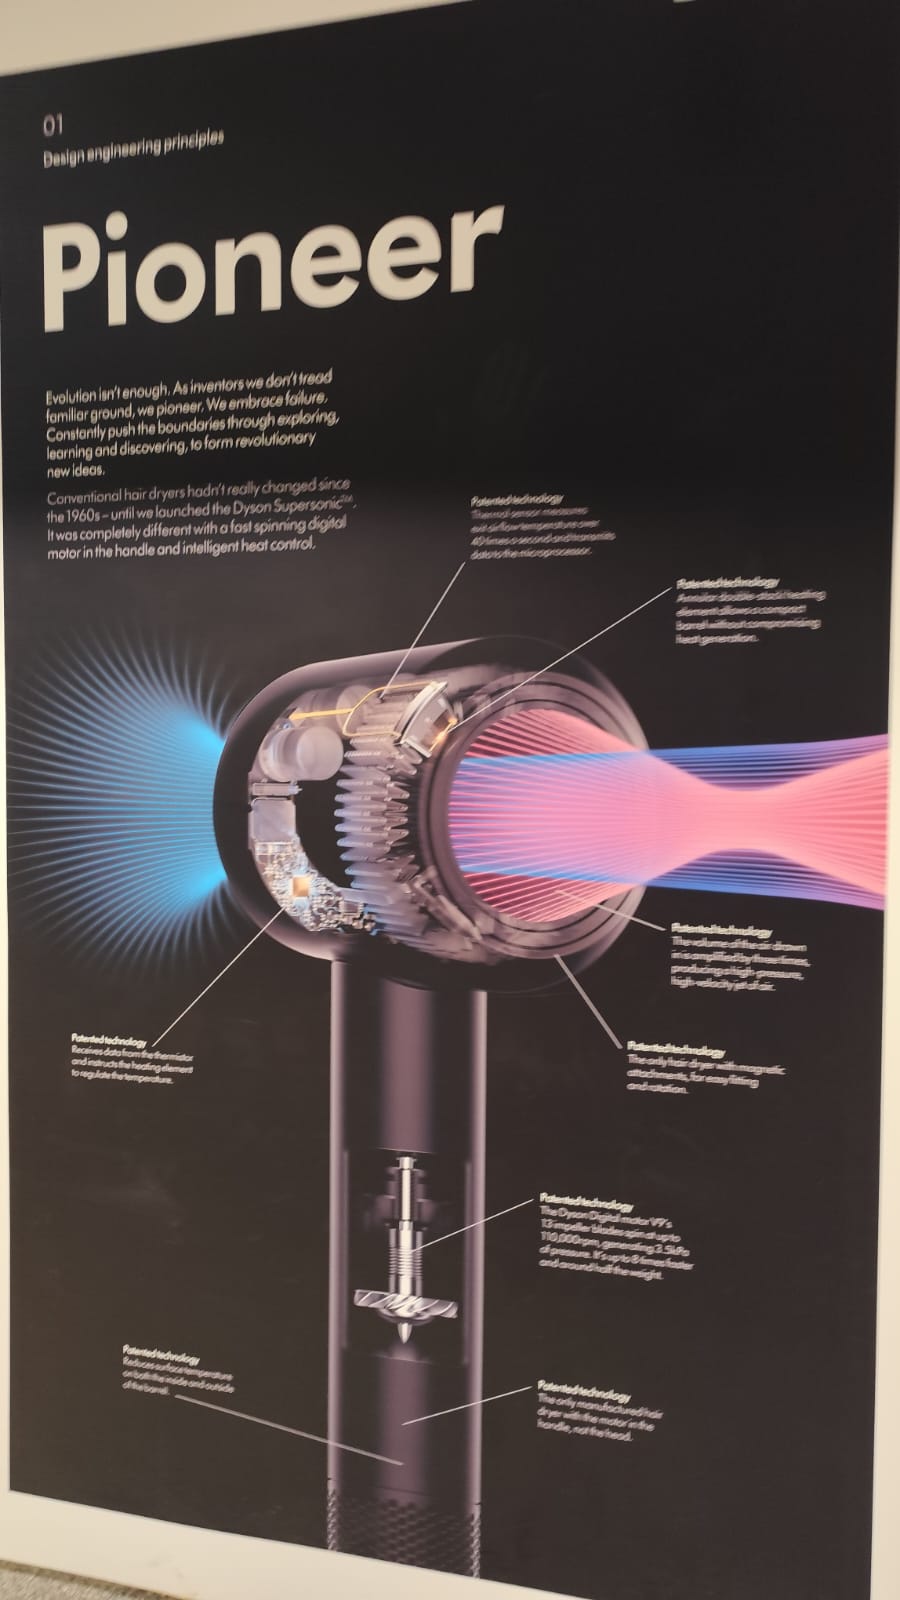 01
Design engineering principles
Pioneer
Evolution isn't enough. As inventors we don't tread
familiar ground, we pioneer. We embrace failure.
Constantly push the boundaries through exploring,
learning and discovering, to form revolutionary
new ideas.
Conventional hair dryers hadn't really changed since
the 1960s – until we launched the Dyson Supersonic™.
It was completely different with a fast spinning digital
motor in the handle and intelligent heat control.
Patented technology
Thermal sensor measures
exit airflow temperature over
40 times a second and transmits
data to the microprocessor.
Patented technology
Annular double-stack heating
element allows a compact
barrel without compromising
heat generation.
Patented technology
The volume of the air drawn
in is amplified by three times,
producing a high-pressure,
high-velocity jet of air.
Patented technology
Receives data from the thermistor
and instructs the heating element
to regulate the temperature.
Patented technology
The only hair dryer with magnetic
attachments, for easy fitting
and rotation.
Patented technology
The Dyson Digital motor V9's
13 impeller blades spin at up to
110,000rpm, generating 3.5kPa
of pressure. It's up to 8 times faster
and around half the weight.
Patented technology
Reduces surface temperature
on both the inside and outside
of the barrel.
Patented technology
The only manufactured hair
dryer with the motor in the
handle, not the head.